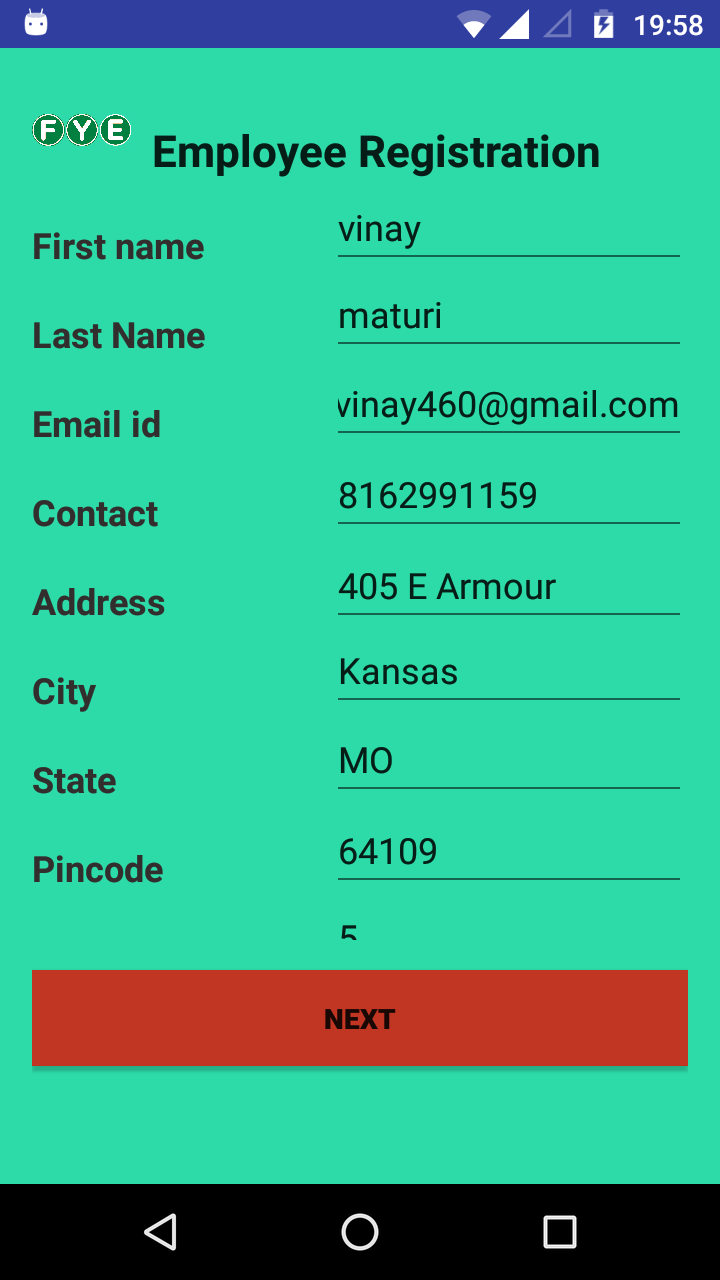 19:58
FYE
Employee Registration
First name
vinay
Last Name
maturi
Email id
vinay460@gmail.com
Contact
8162991159
Address
405 E Armour
City
Kansas
State
MO
Pincode
64109
5
NEXT